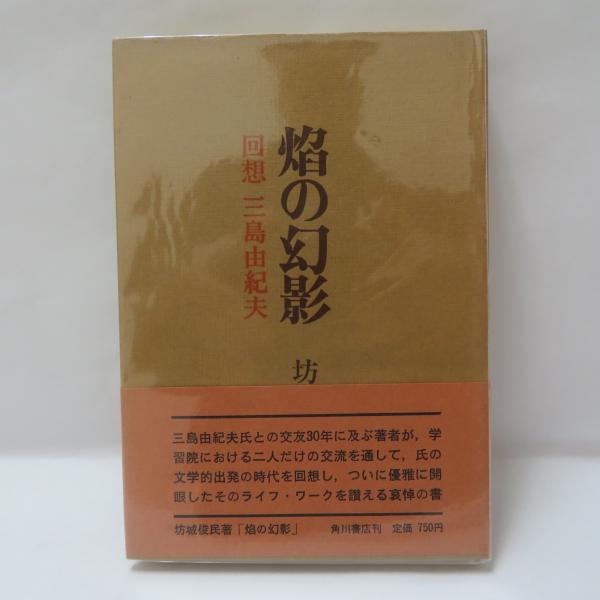 焰の幻影
回想 三島由紀夫
坊
三島由紀夫氏との交友30年に及ぶ著者が，学
習院における二人だけの交流を通して，氏の
文学的出発の時代を回想し，ついに優雅に開
眼したそのライフ・ワークを讃える哀悼の書
坊城俊民著「焰の幻影」　角川書店刊　定価 750円